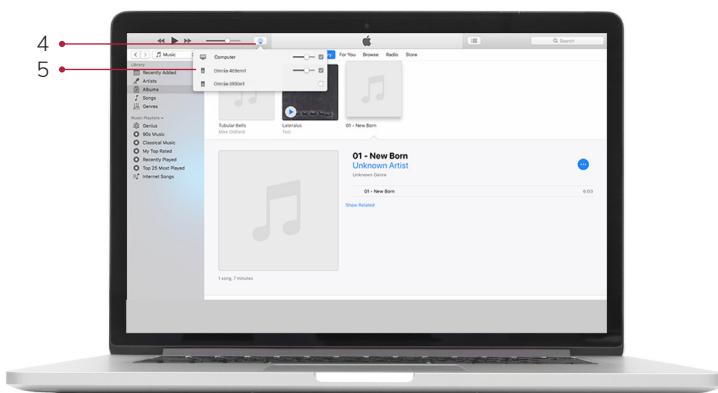 4
5
Music
Search
Library
For You Browse Radio Store
Computer
Recently Added
Artists
Albums
Songs
Genres
Music Playlists
Genius
90s Music
Classical Music
My Top Rated
Recently Played
Top 25 Most Played
Internet Songs
Tubular Bells
Mike Oldfield
Lateralus
Tool
01 - New Born
01 - New Born
Unknown Artist
Unknown Genre
01 - New Born 6:03
Show Related
1 song, 7 minutes